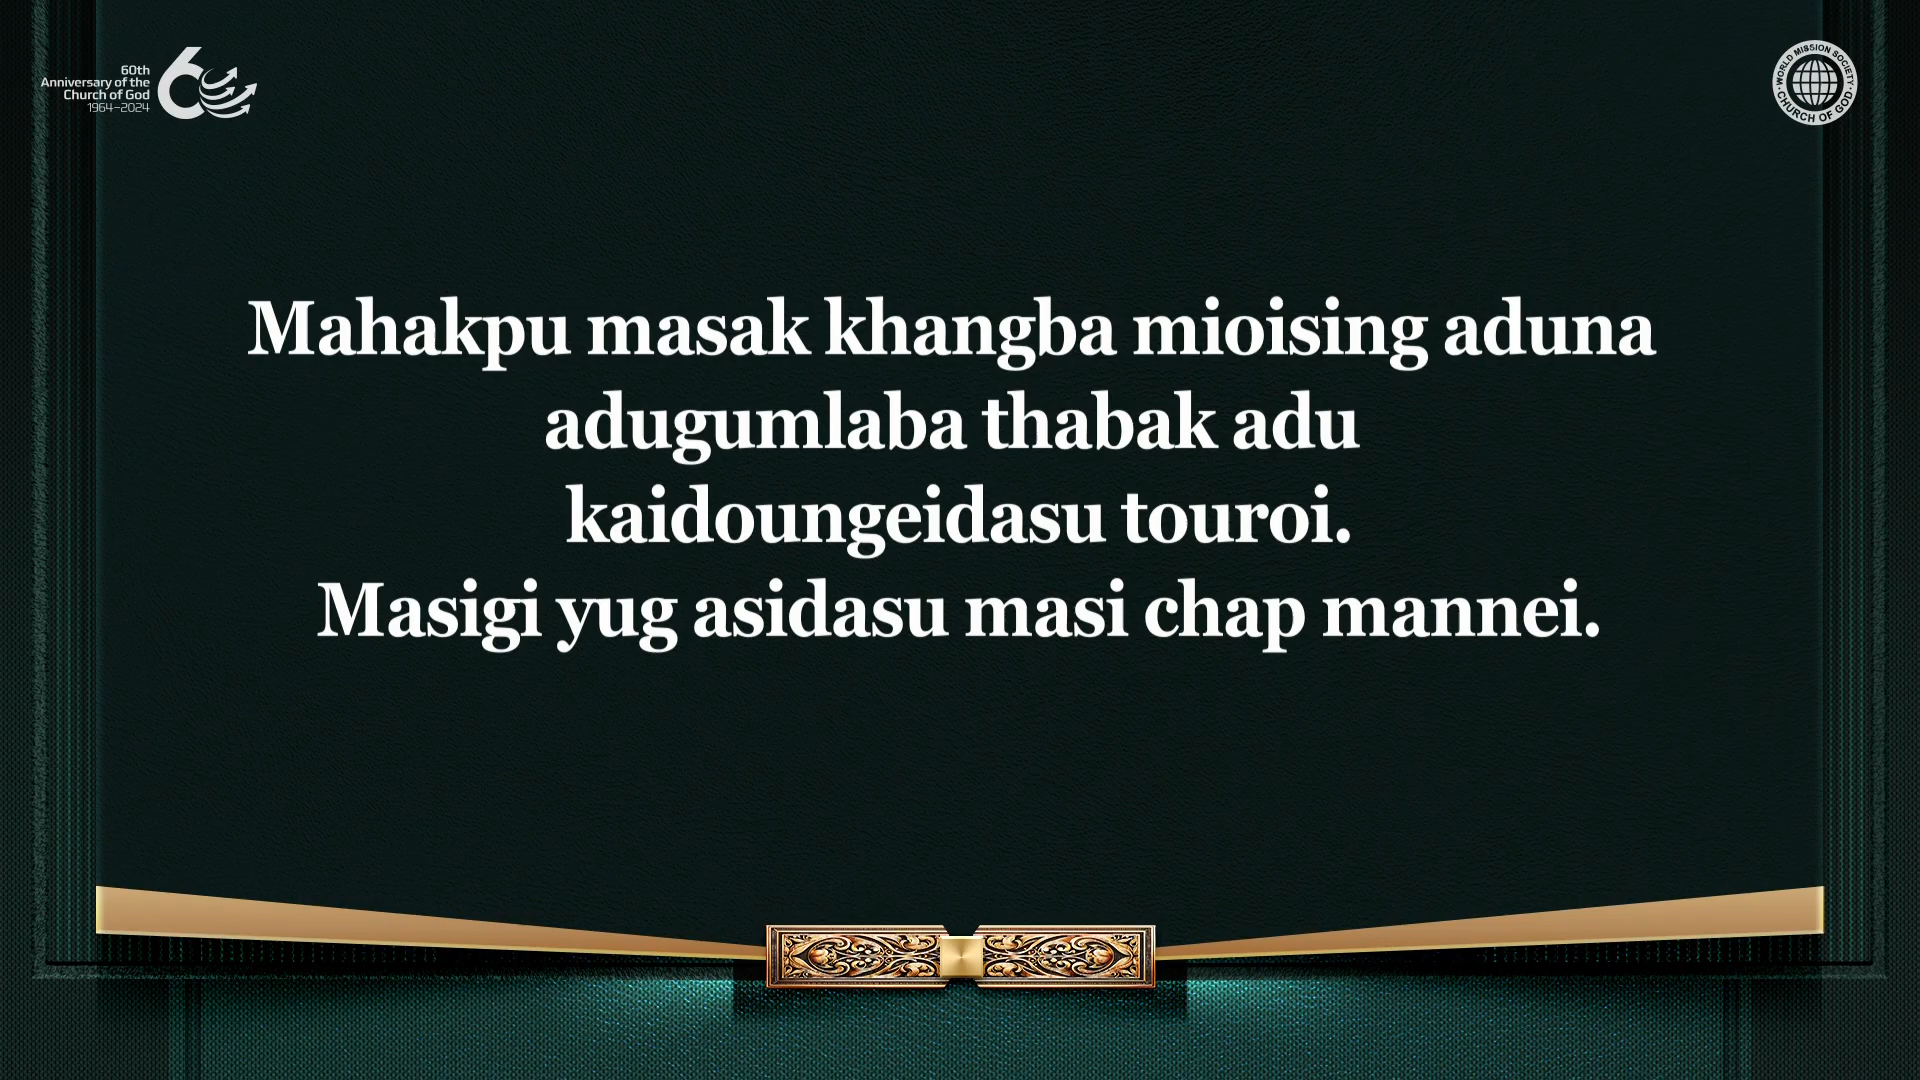 60th
Anniversary of the
Church of God
1964–2024
60
WORLD MISSION SOCIETY
CHURCH OF GOD
Mahakpu masak khangba mioising aduna
adugumlaba thabak adu
kaidoungeidasu touroi.
Masigi yug asidasu masi chap mannei.